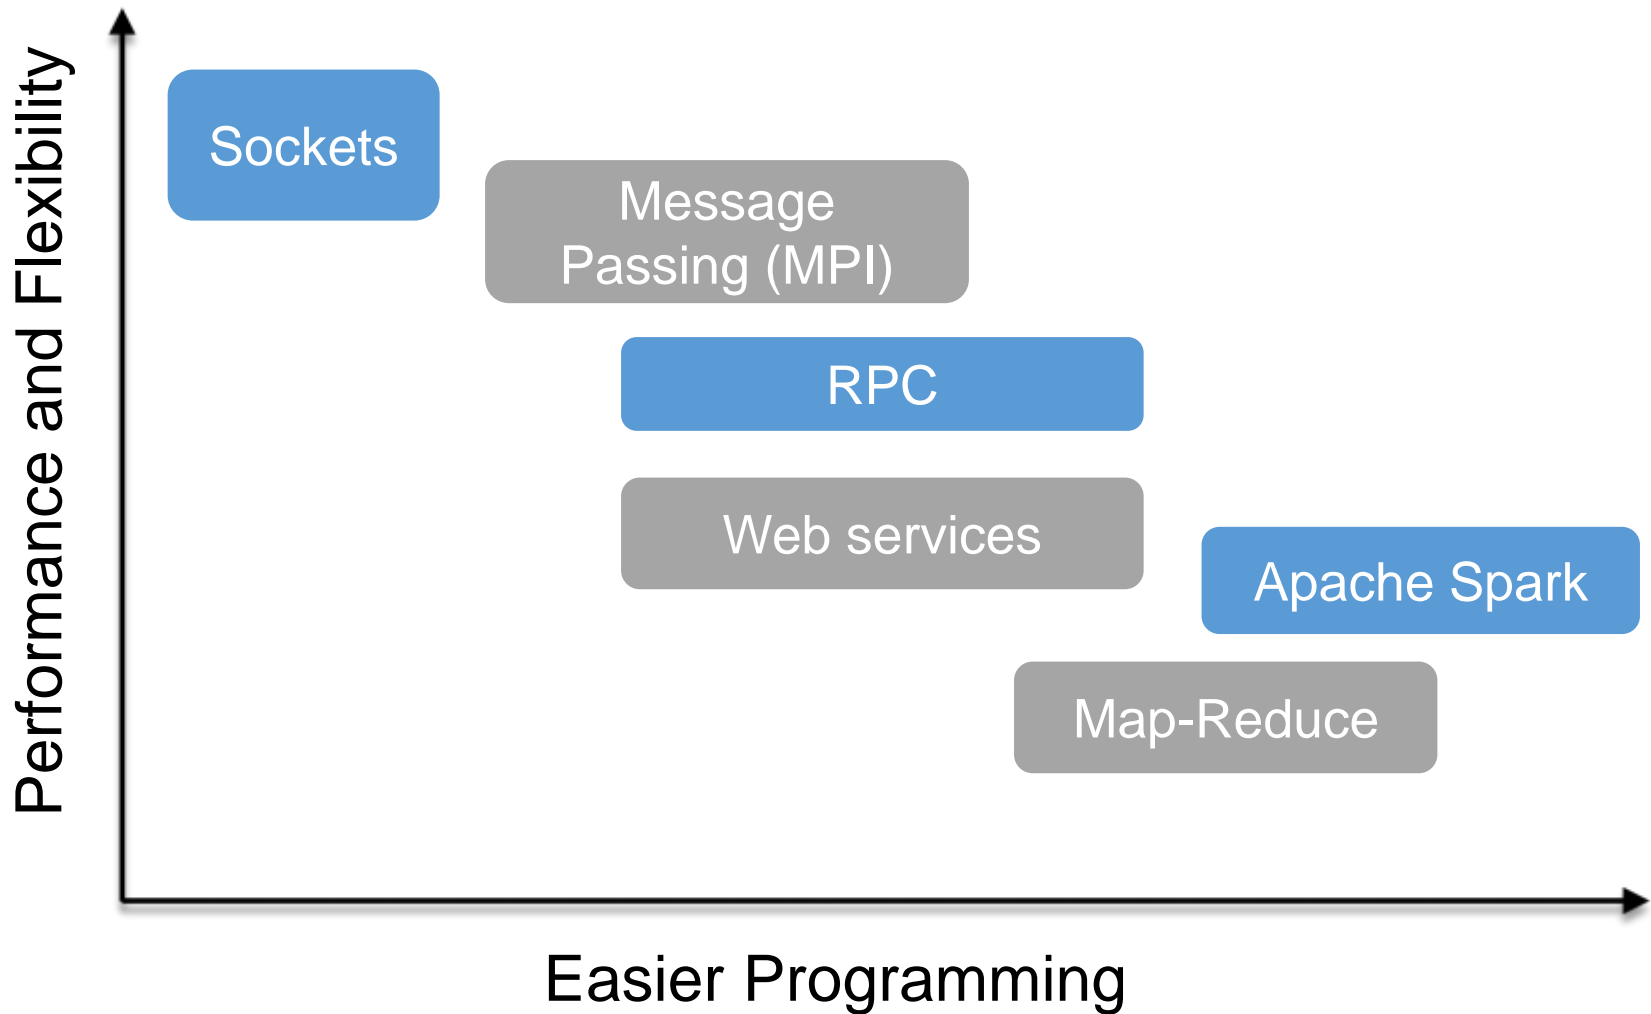 Performance and Flexibility
Sockets
Message
Passing (MPI)
RPC
Web services
Apache Spark
Map-Reduce
Easier Programming